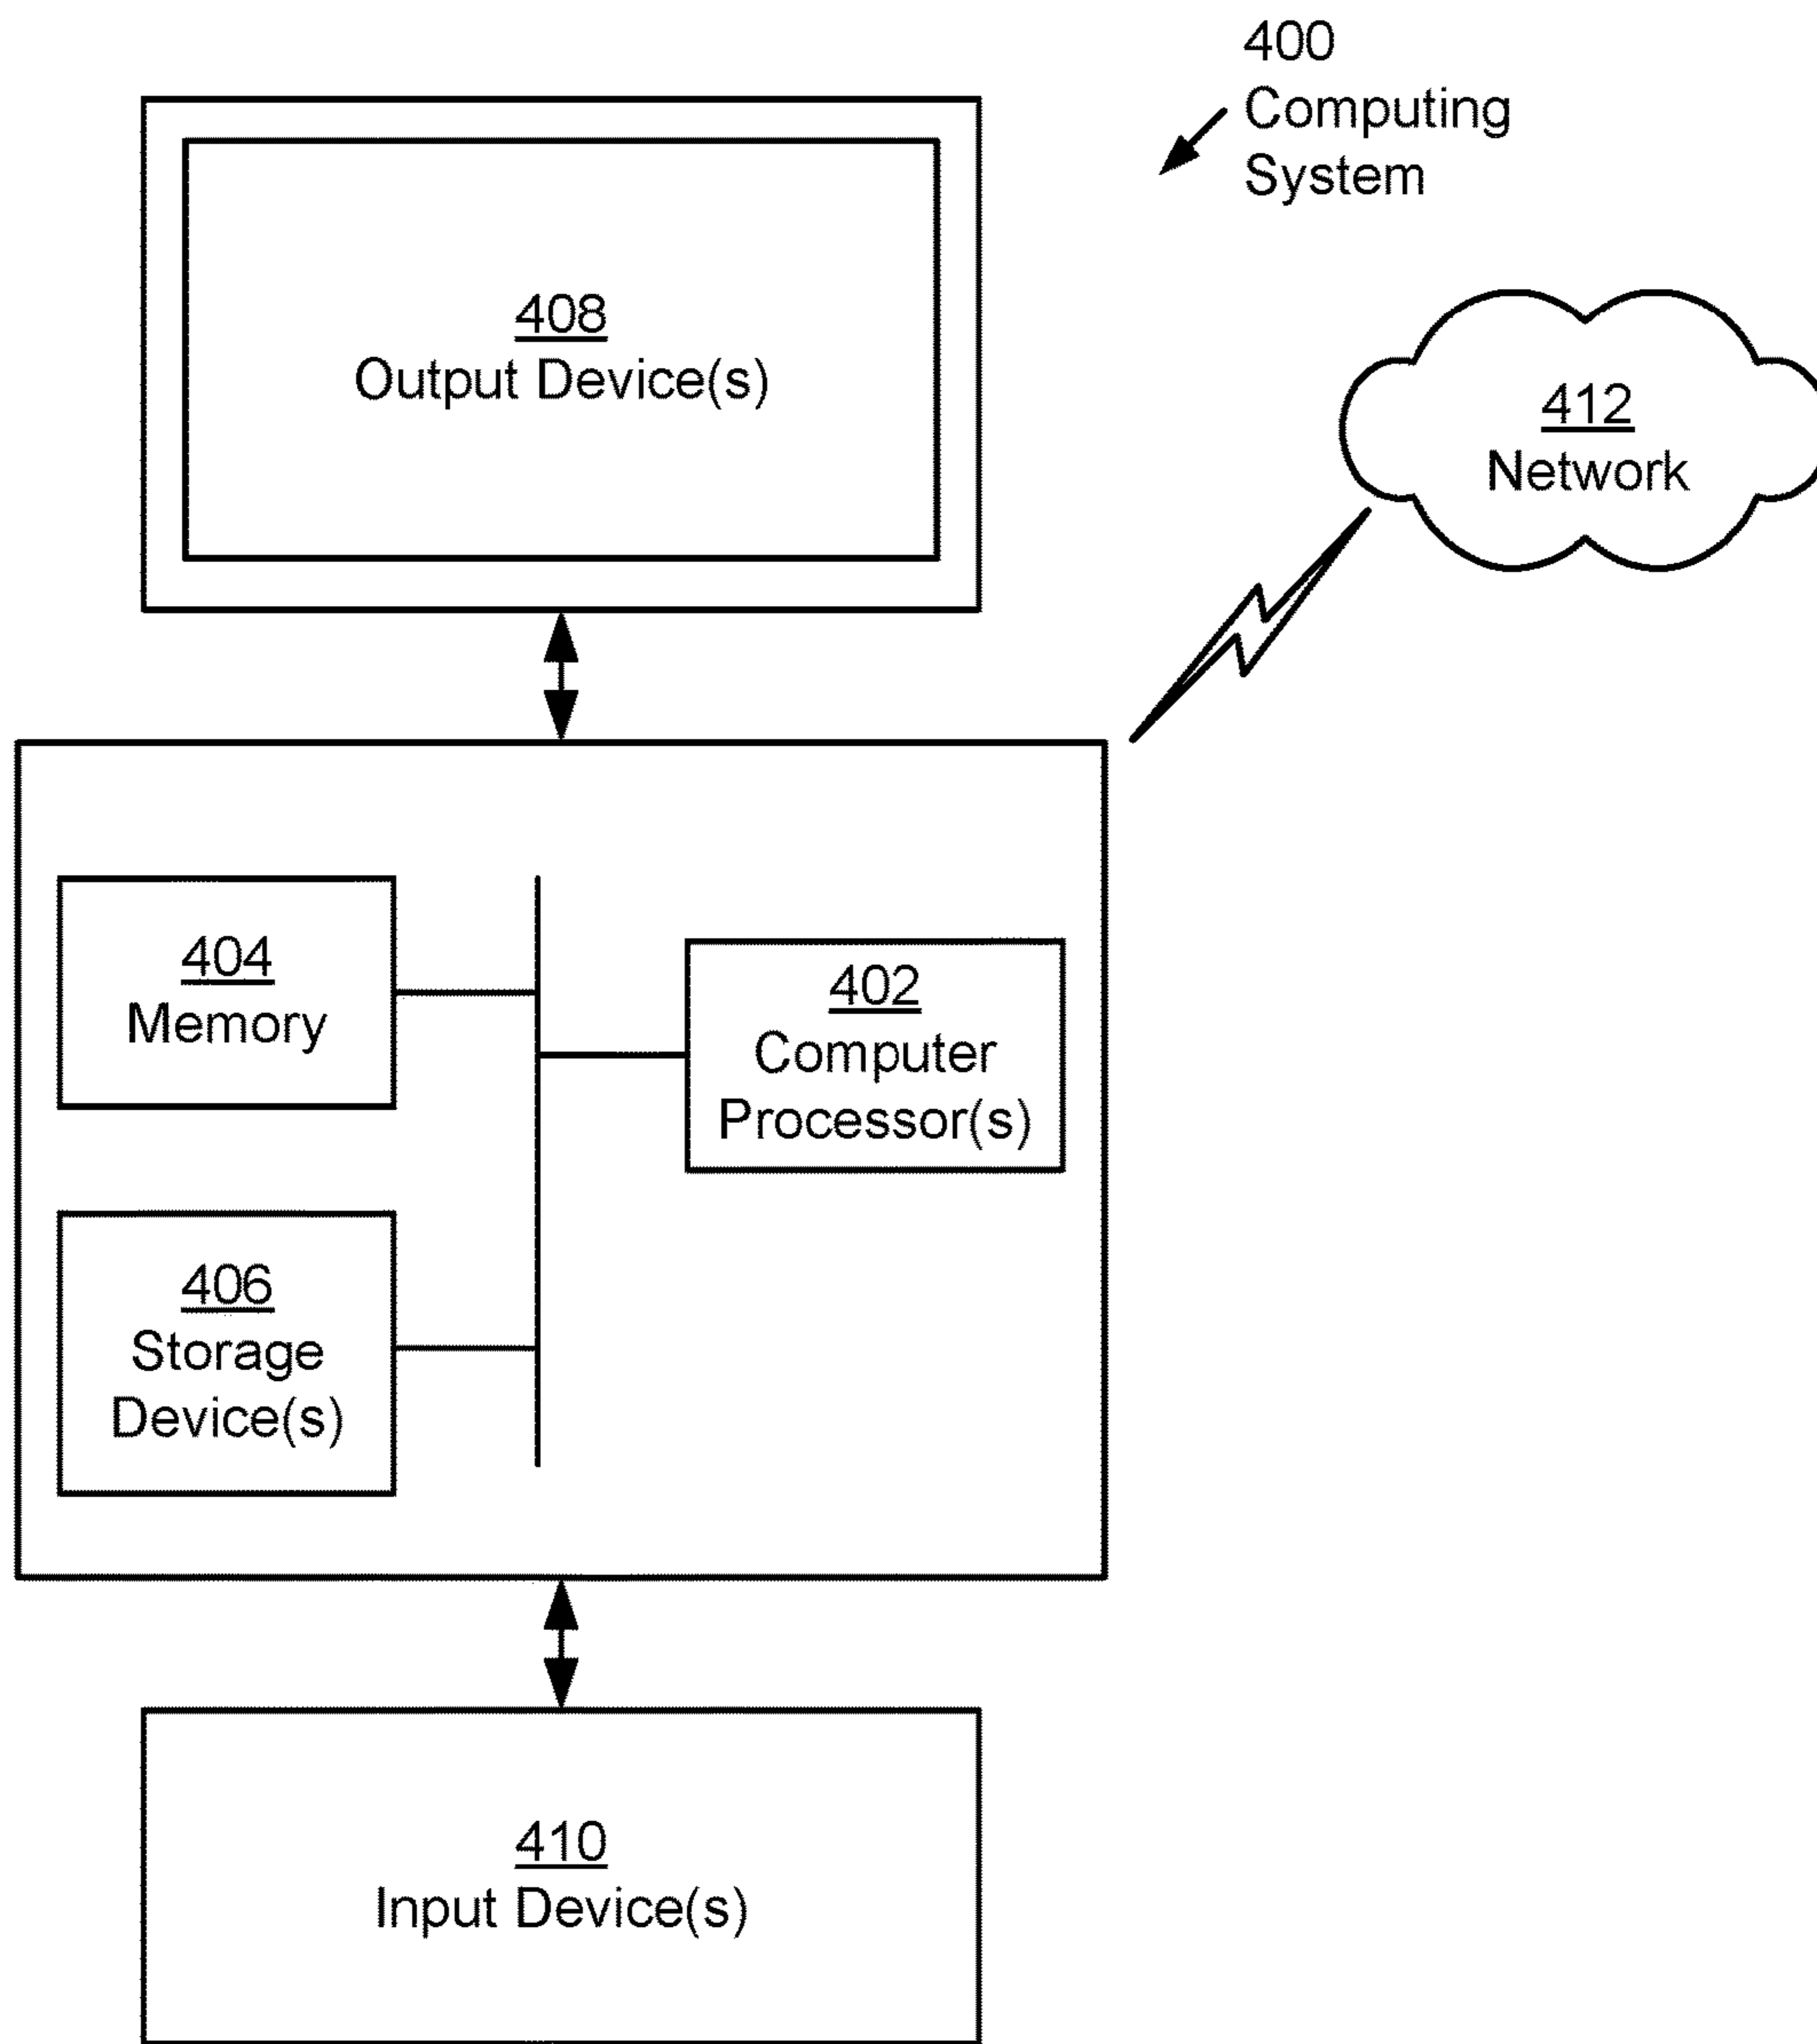 400
Computing
System
408
Output Device(s)
412
Network
404
Memory
402
Computer
Processor(s)
406
Storage
Device(s)
410
Input Device(s)